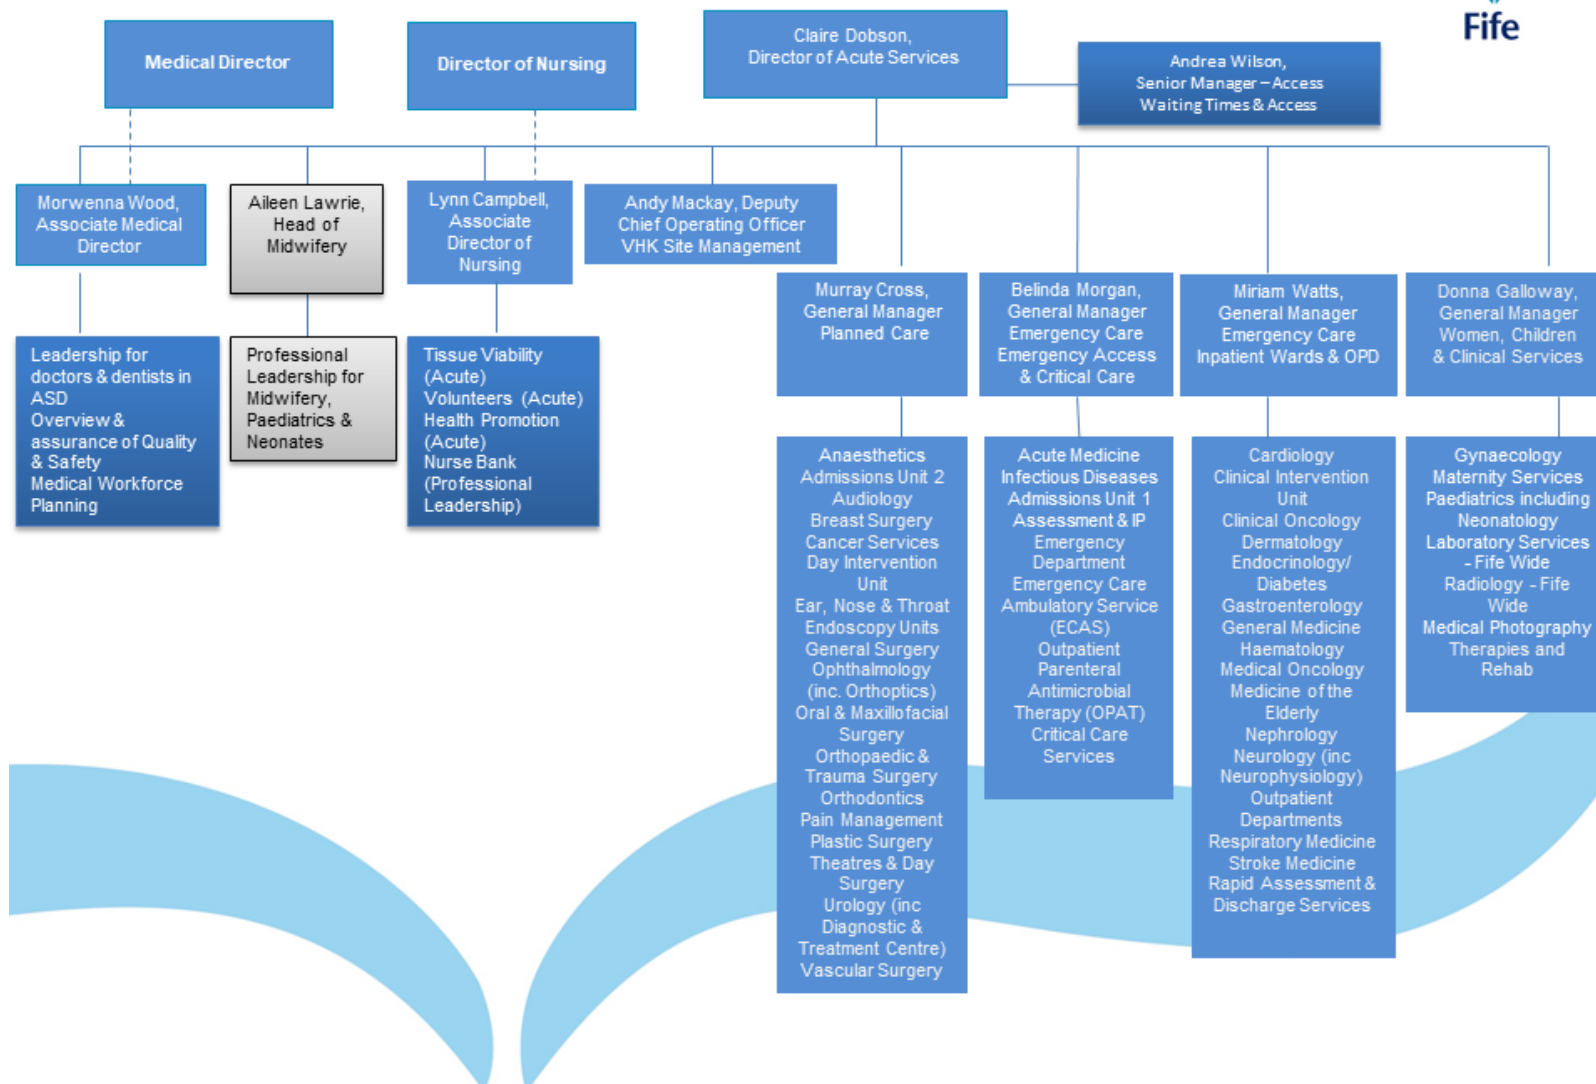 Fife
Medical Director
Director of Nursing
Claire Dobson,
Director of Acute Services
Andrea Wilson,
Senior Manager – Access
Waiting Times & Access
Morwenna Wood,
Associate Medical
Director
Aileen Lawrie,
Head of
Midwifery
Lynn Campbell,
Associate
Director of
Nursing
Andy Mackay, Deputy
Chief Operating Officer
VHK Site Management
Murray Cross,
General Manager
Planned Care
Belinda Morgan,
General Manager
Emergency Care
Emergency Access
& Critical Care
Miriam Watts,
General Manager
Emergency Care
Inpatient Wards & OPD
Donna Galloway,
General Manager
Women, Children
& Clinical Services
Leadership for
doctors & dentists in
ASD
Overview &
assurance of Quality
& Safety
Medical Workforce
Planning
Professional
Leadership for
Midwifery,
Paediatrics &
Neonates
Tissue Viability
(Acute)
Volunteers (Acute)
Health Promotion
(Acute)
Nurse Bank
(Professional
Leadership)
Anaesthetics
Admissions Unit 2
Audiology
Breast Surgery
Cancer Services
Day Intervention
Unit
Ear, Nose & Throat
Endoscopy Units
General Surgery
Ophthalmology
(inc. Orthoptics)
Oral & Maxillofacial
Surgery
Orthopaedic &
Trauma Surgery
Orthodontics
Pain Management
Plastic Surgery
Theatres & Day
Surgery
Urology (inc
Diagnostic &
Treatment Centre)
Vascular Surgery
Acute Medicine
Infectious Diseases
Admissions Unit 1
Assessment & IP
Emergency
Department
Emergency Care
Ambulatory Service
(ECAS)
Outpatient
Parenteral
Antimicrobial
Therapy (OPAT)
Critical Care
Services
Cardiology
Clinical Intervention
Unit
Clinical Oncology
Dermatology
Endocrinology/
Diabetes
Gastroenterology
General Medicine
Haematology
Medical Oncology
Medicine of the
Elderly
Nephrology
Neurology (inc
Neurophysiology)
Outpatient
Departments
Respiratory Medicine
Stroke Medicine
Rapid Assessment &
Discharge Services
Gynaecology
Maternity Services
Paediatrics including
Neonatology
Laboratory Services
- Fife Wide
Radiology - Fife
Wide
Medical Photography
Therapies and
Rehab